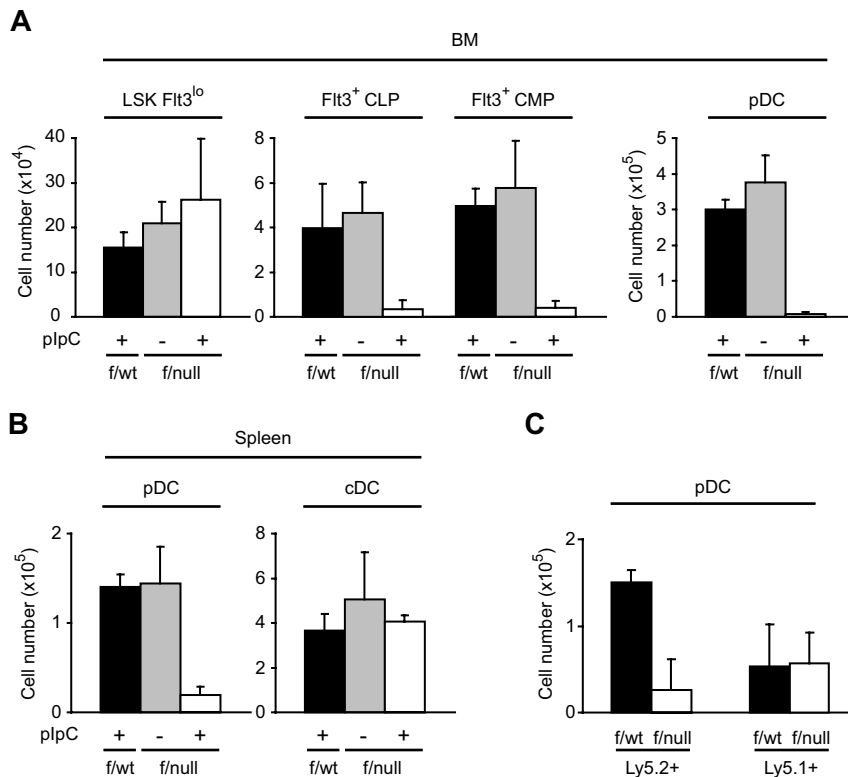 A
BM
LSK Flt3lo
Flt3+ CLP
Flt3+ CMP
pDC
Cell number (x10⁴)
40
30
20
10
0
8
6
4
2
0
Cell number (x10⁵)
5
4
3
2
1
0
pIpC
+ - +
+ - +
+ - +
+ - +
f/wt f/null
f/wt f/null
f/wt f/null
f/wt f/null
B
Spleen
pDC
cDC
Cell number (x10⁵)
2
1
0
8
6
4
2
0
pIpC
+ - +
+ - +
f/wt f/null
f/wt f/null
C
pDC
Cell number (x10⁵)
2
1
0
f/wt f/null
f/wt f/null
Ly5.2+
Ly5.1+